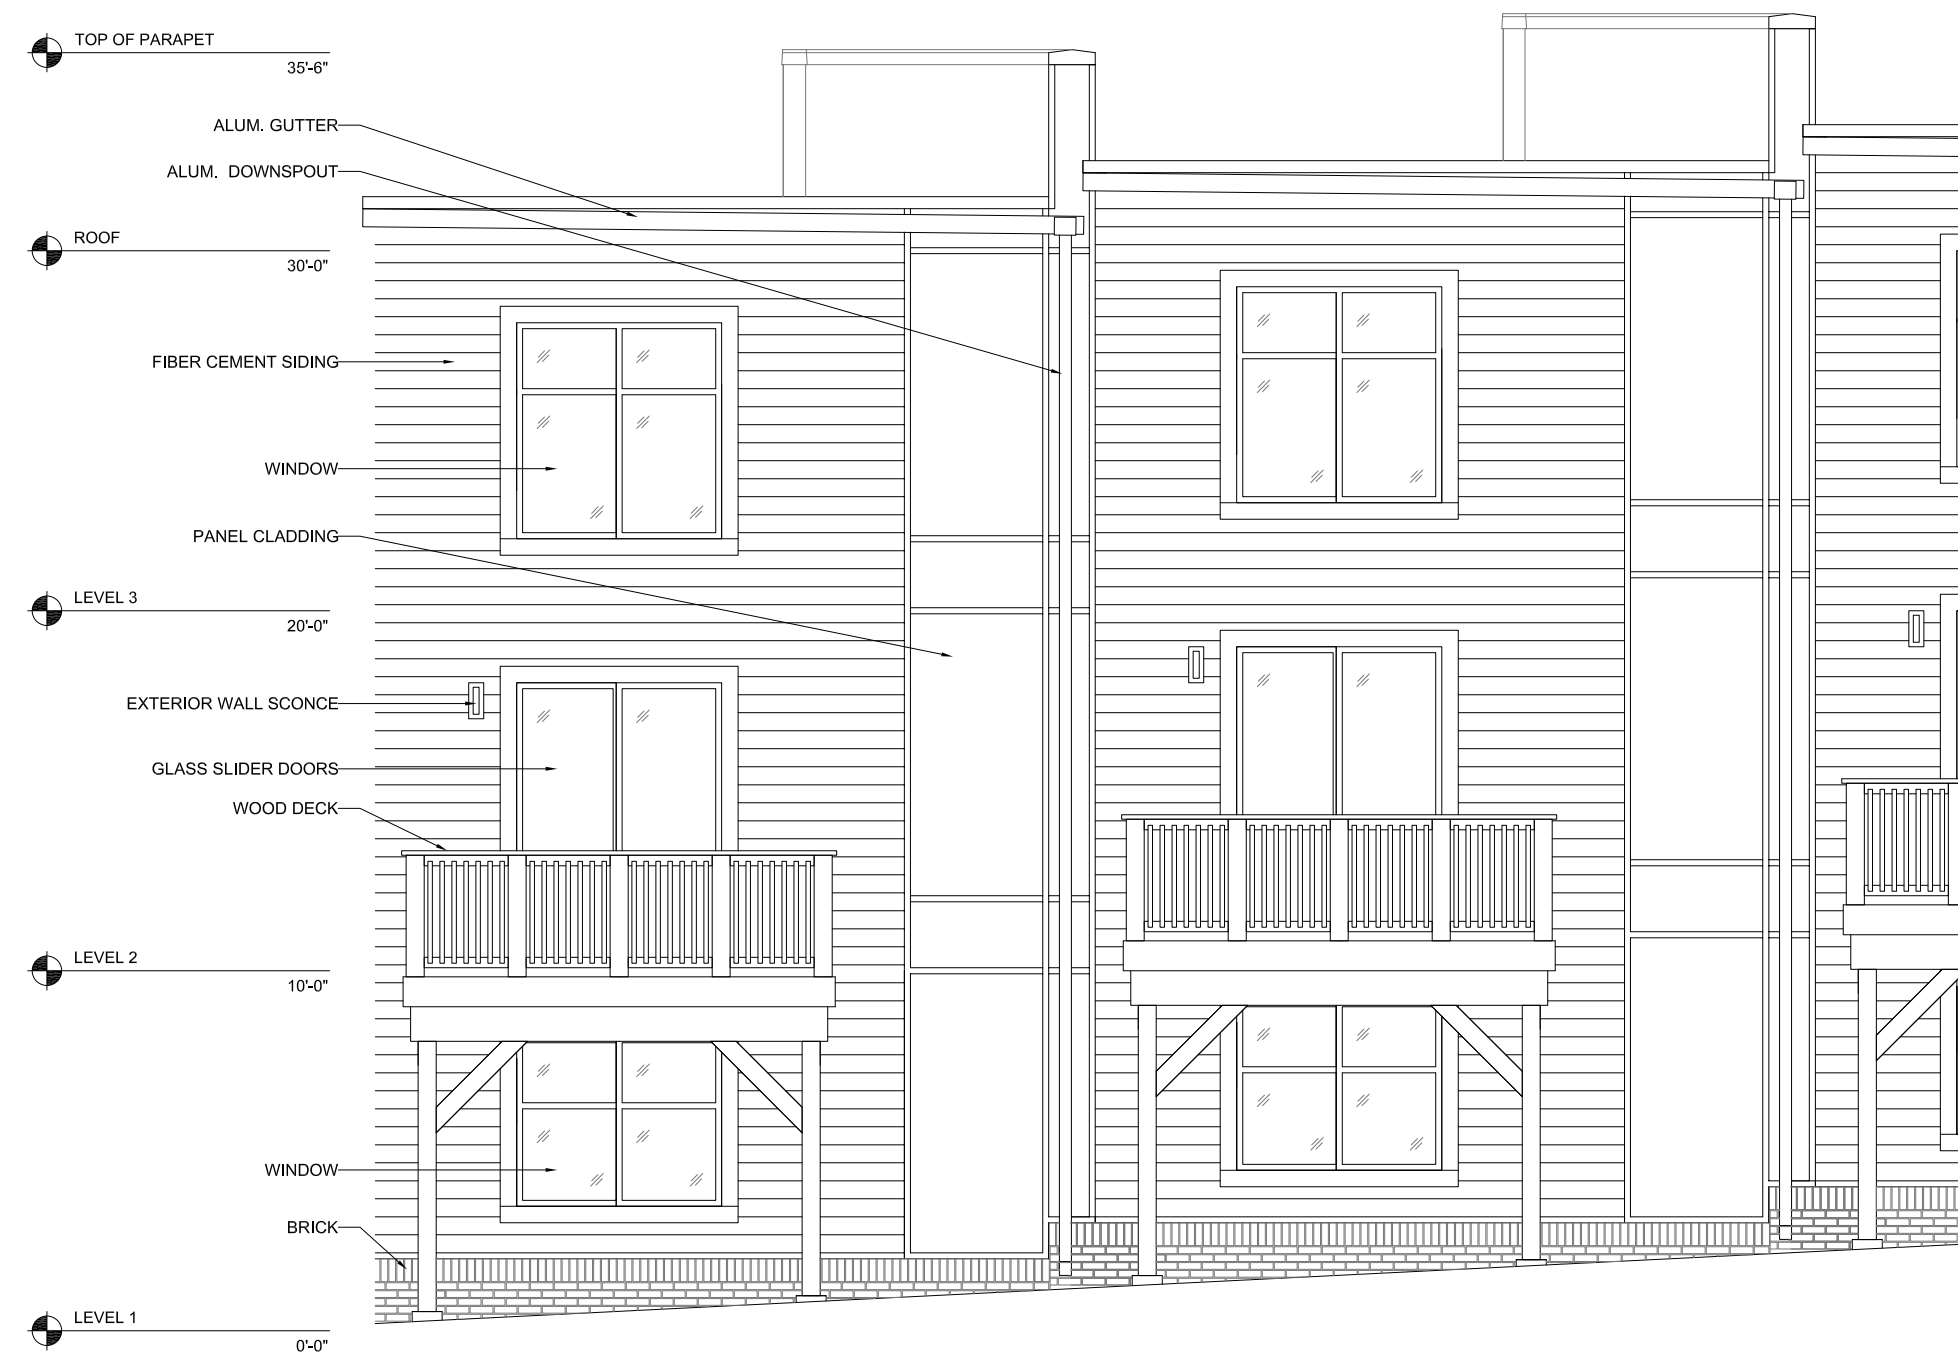 TOP OF PARAPET
35'-6"
ALUM. GUTTER
ALUM. DOWNSPOUT
ROOF
30'-0"
FIBER CEMENT SIDING
WINDOW
PANEL CLADDING
LEVEL 3
20'-0"
EXTERIOR WALL SCONCE
GLASS SLIDER DOORS
WOOD DECK
LEVEL 2
10'-0"
WINDOW
BRICK
LEVEL 1
0'-0"